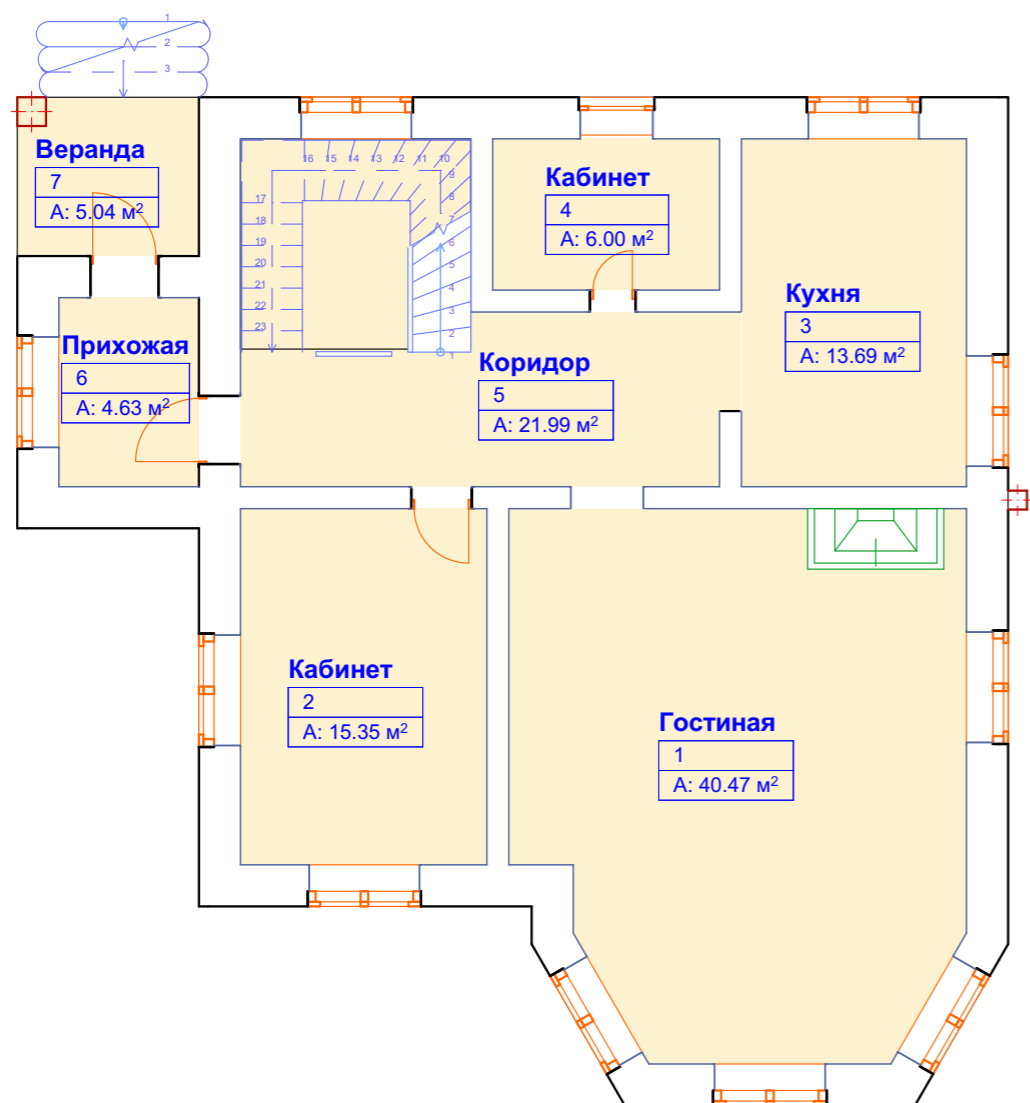 1
2
3
Веранда
7
A: 5.04 м²
16 15 14 13 12 11 10
9
8
7
6
5
4
3
2
1
17
18
19
20
21
22
23
Кабинет
4
A: 6.00 м²
Кухня
3
A: 13.69 м²
Прихожая
6
A: 4.63 м²
Коридор
5
A: 21.99 м²
Кабинет
2
A: 15.35 м²
Гостиная
1
A: 40.47 м²